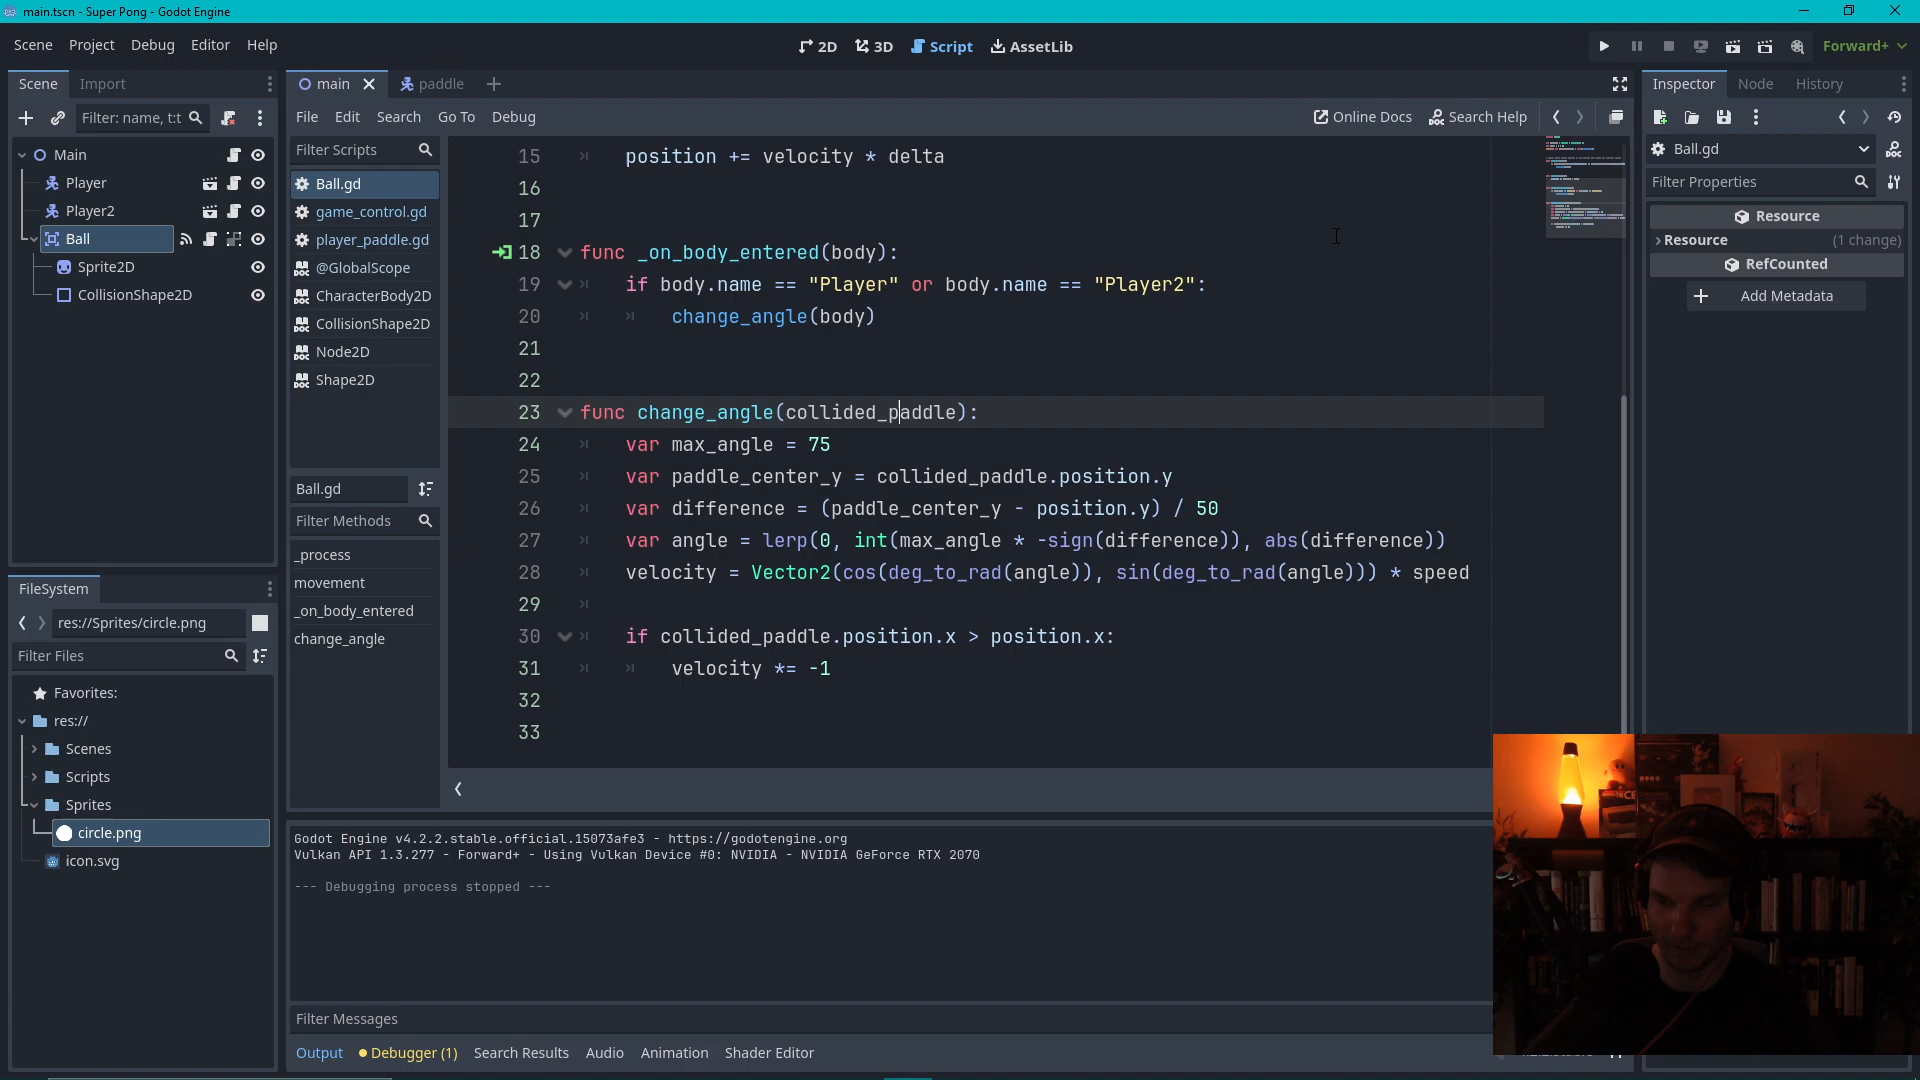 main.tscn - Super Pong - Godot Engine
Scene Project Debug Editor Help
2D 3D Script AssetLib
Forward+
Scene Import
main paddle
Inspector Node History
Filter: name, t:t
File Edit Search Go To Debug
Online Docs Search Help
Main
Player
Player2
Ball
Sprite2D
CollisionShape2D
Filter Scripts
Ball.gd
game_control.gd
player_paddle.gd
@GlobalScope
CharacterBody2D
CollisionShape2D
Node2D
Shape2D
Ball.gd
Filter Methods
_process
movement
_on_body_entered
change_angle
15 position += velocity * delta
16
17
18 func _on_body_entered(body):
19 if body.name == "Player" or body.name == "Player2":
20 change_angle(body)
21
22
23 func change_angle(collided_paddle):
24 var max_angle = 75
25 var paddle_center_y = collided_paddle.position.y
26 var difference = (paddle_center_y - position.y) / 50
27 var angle = lerp(0, int(max_angle * -sign(difference)), abs(difference))
28 velocity = Vector2(cos(deg_to_rad(angle)), sin(deg_to_rad(angle))) * speed
29
30 if collided_paddle.position.x > position.x:
31 velocity *= -1
32
33
Ball.gd
Filter Properties
Resource
Resource (1 change)
RefCounted
Add Metadata
FileSystem
res://Sprites/circle.png
Filter Files
Favorites:
res://
Scenes
Scripts
Sprites
circle.png
icon.svg
Godot Engine v4.2.2.stable.official.15073afe3 - https://godotengine.org
Vulkan API 1.3.277 - Forward+ - Using Vulkan Device #0: NVIDIA - NVIDIA GeForce RTX 2070
--- Debugging process stopped ---
Filter Messages
Output Debugger (1) Search Results Audio Animation Shader Editor